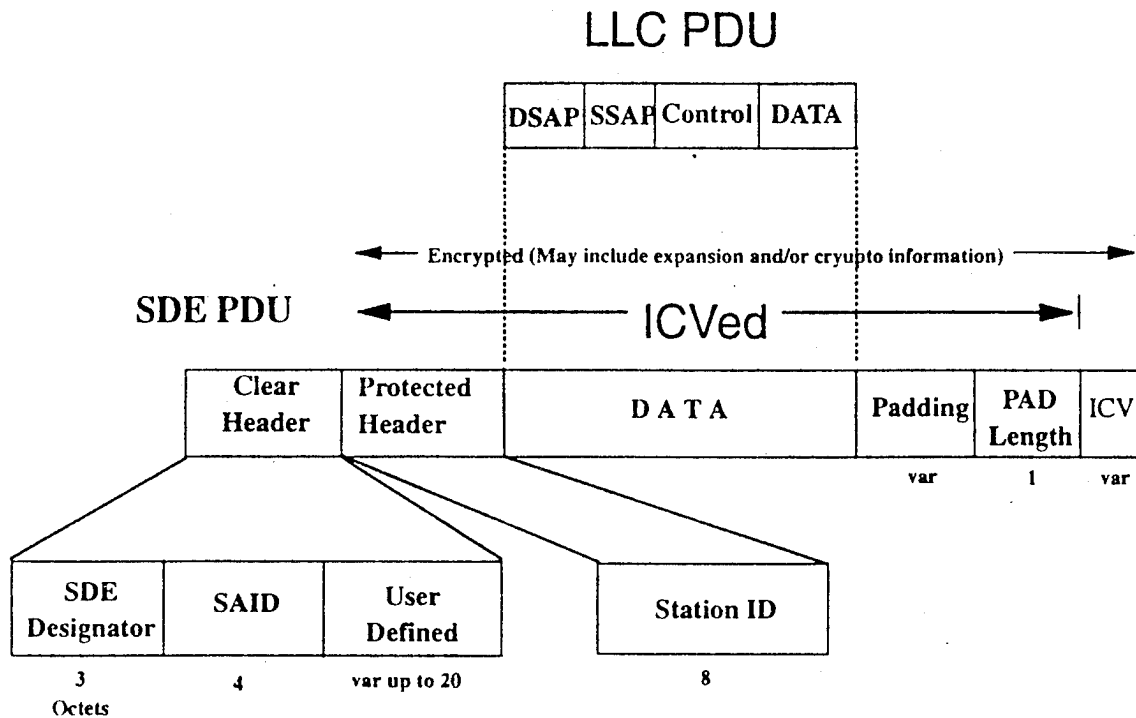 LLC PDU
DSAP SSAP Control DATA
Encrypted (May include expansion and/or cryupto information)
SDE PDU
ICVed
Clear Header
Protected Header
D A T A
Padding
PAD Length
ICV
var
1
var
SDE Designator
SAID
User Defined
Station ID
3
4
var up to 20
8
Octets